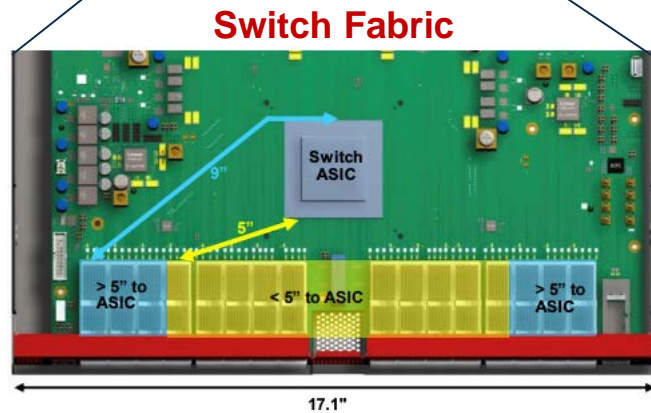 Switch Fabric
Switch
ASIC
9”
5”
> 5” to
ASIC
< 5” to ASIC
> 5” to
ASIC
17.1"